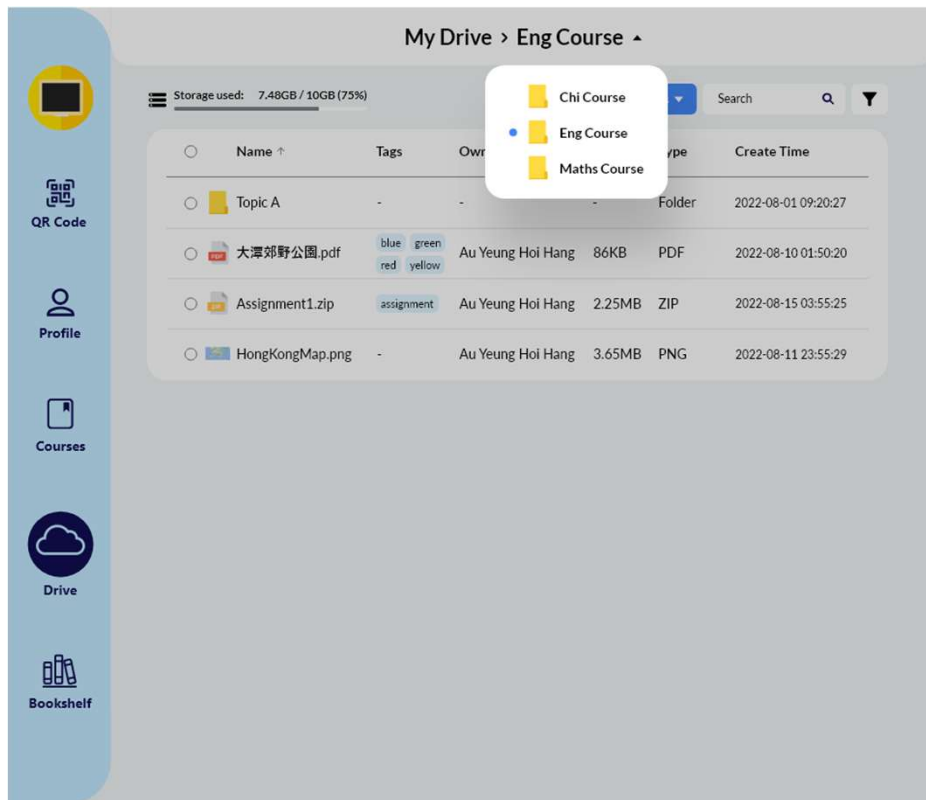 My Drive > Eng Course
Storage used: 7.48GB / 10GB (75%)
Search
Chi Course
Eng Course
Maths Course
Name ↑ Tags Create Time
Topic A - - - Folder 2022-08-01 09:20:27
大潭郊野公園.pdf blue green red yellow Au Yeung Hoi Hang 86KB PDF 2022-08-10 01:50:20
Assignment1.zip assignment Au Yeung Hoi Hang 2.25MB ZIP 2022-08-15 03:55:25
HongKongMap.png - Au Yeung Hoi Hang 3.65MB PNG 2022-08-11 23:55:29
QR Code
Profile
Courses
Drive
Bookshelf